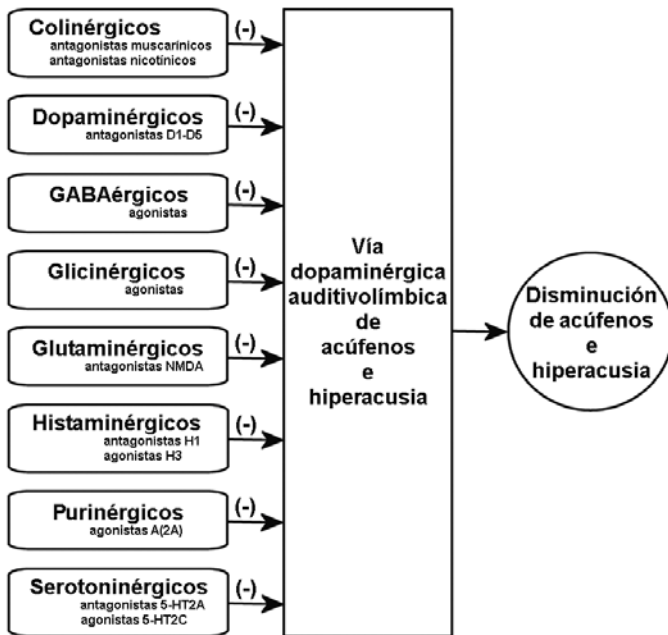 Colinérgicos
antagonistas muscarínicos
antagonistas nicotínicos
(-)
Dopaminérgicos
antagonistas D1-D5
(-)
GABAérgicos
agonistas
(-)
Glicinérgicos
agonistas
(-)
Glutaminérgicos
antagonistas NMDA
(-)
Histaminérgicos
antagonistas H1
agonistas H3
(-)
Purinérgicos
agonistas A(2A)
(-)
Serotoninérgicos
antagonistas 5-HT2A
agonistas 5-HT2C
(-)
Vía
dopaminérgica
auditivolímbica
de
acúfenos
e
hiperacusia
Disminución
de acúfenos
e
hiperacusia